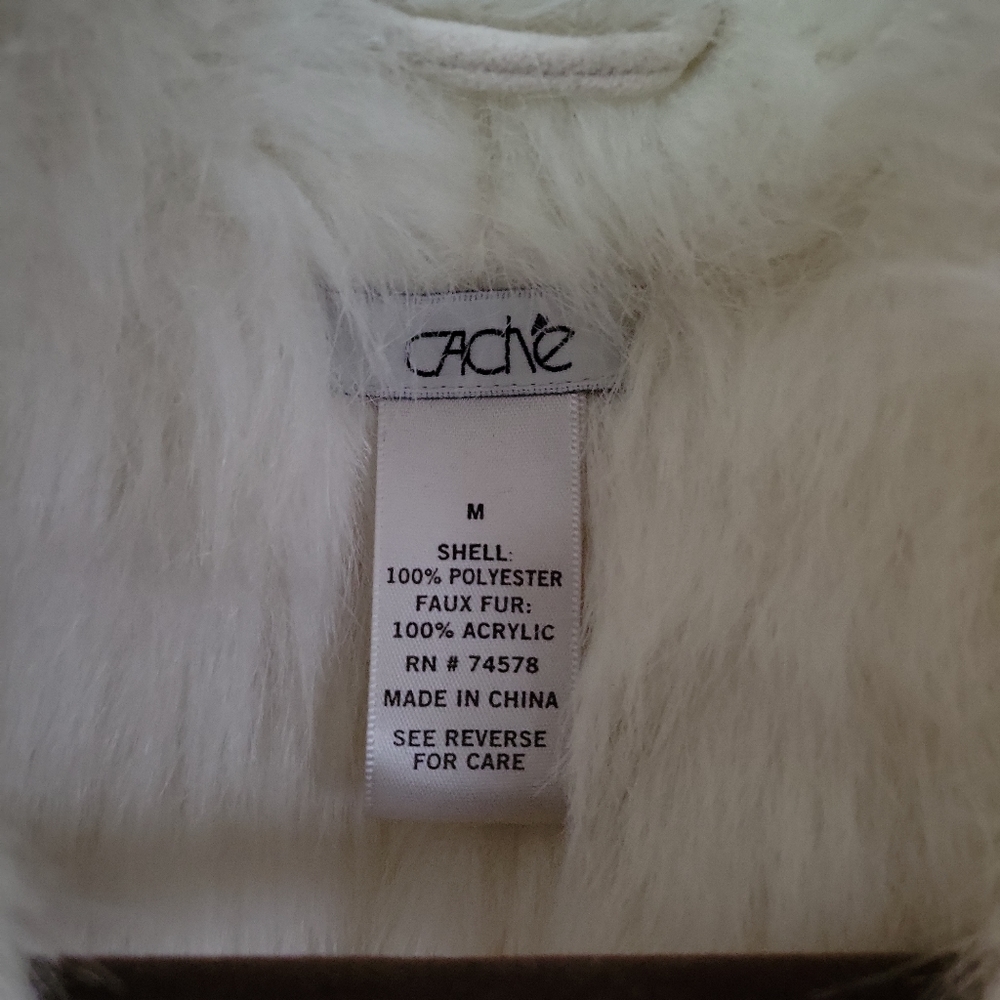 CACHÉ
M
SHELL:
100% POLYESTER
FAUX FUR:
100% ACRYLIC
RN # 74578
MADE IN CHINA
SEE REVERSE
FOR CARE